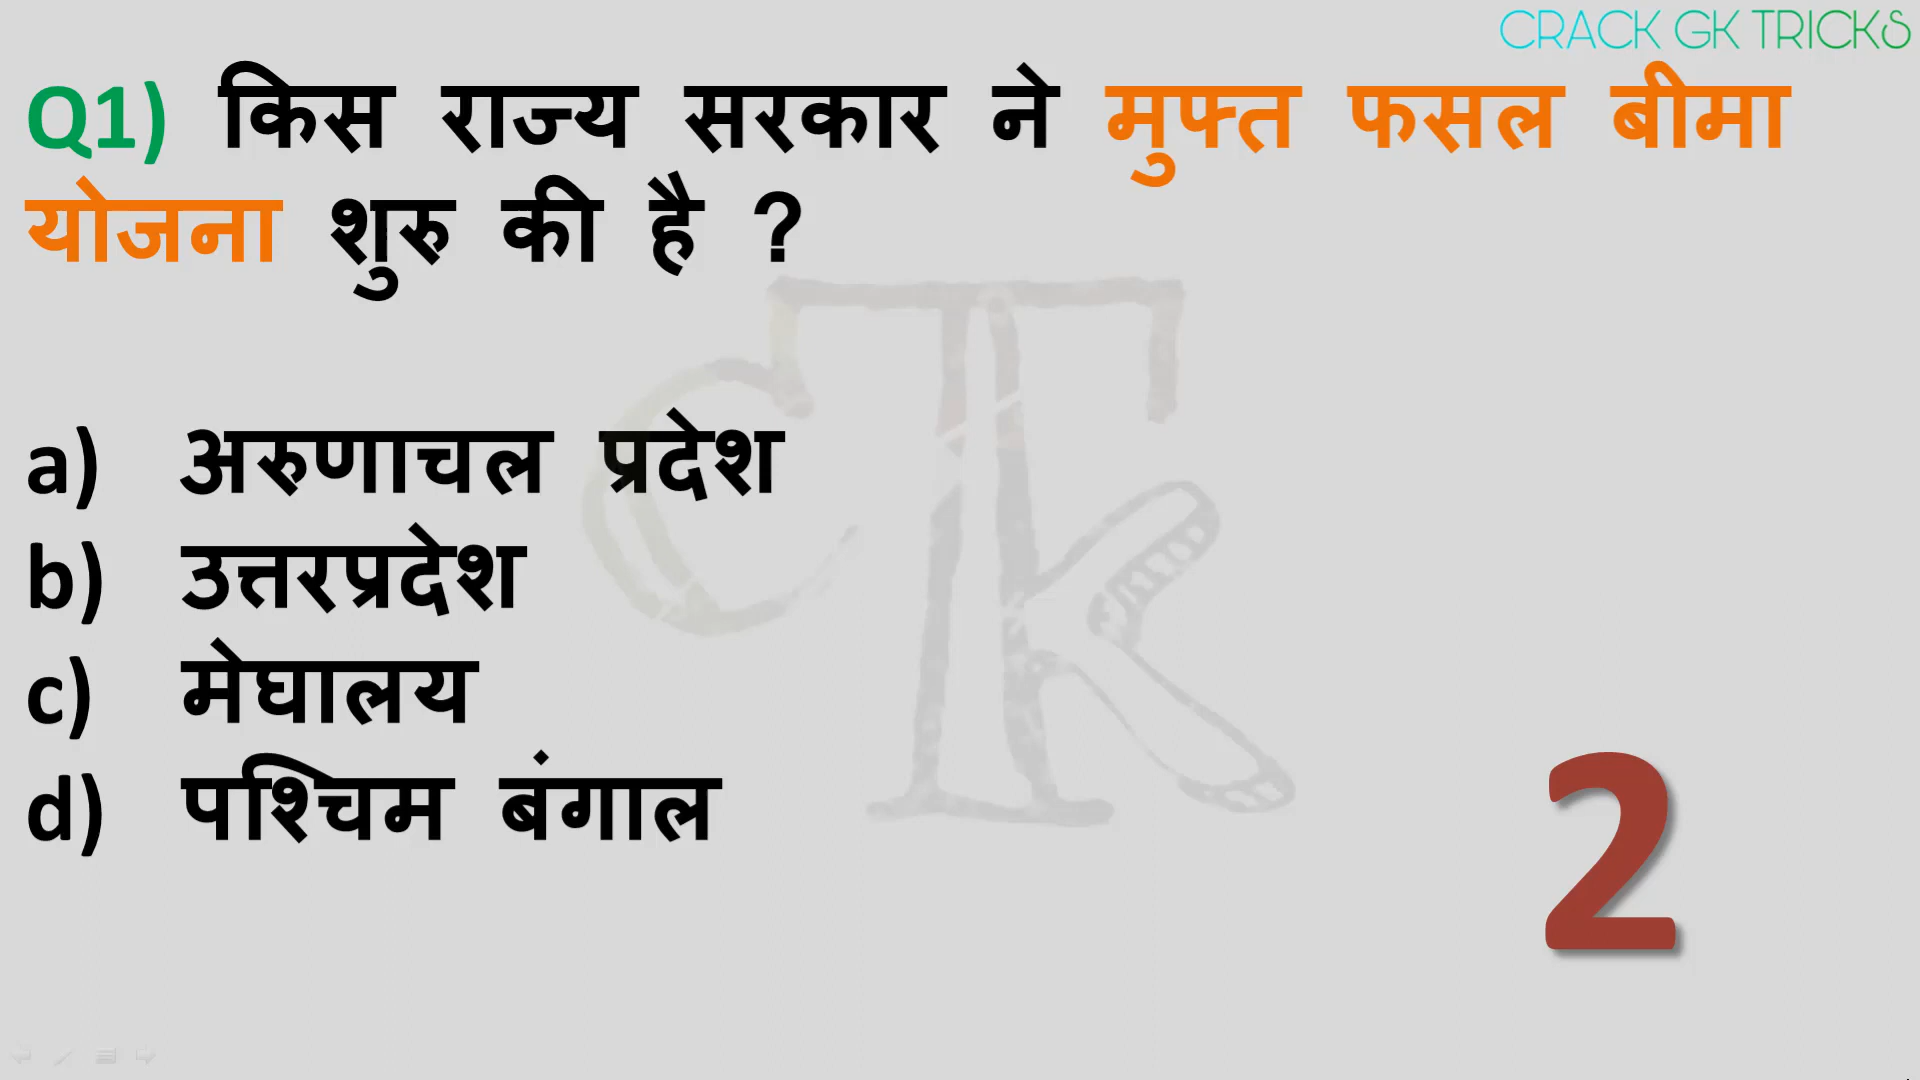 CRACK GK TRICKS
Q1) किस राज्य सरकार ने मुफ्त फसल बीमा
योजना शुरु की है ?
a) अरुणाचल प्रदेश
b) उत्तरप्रदेश
c) मेघालय
d) पश्चिम बंगाल
2